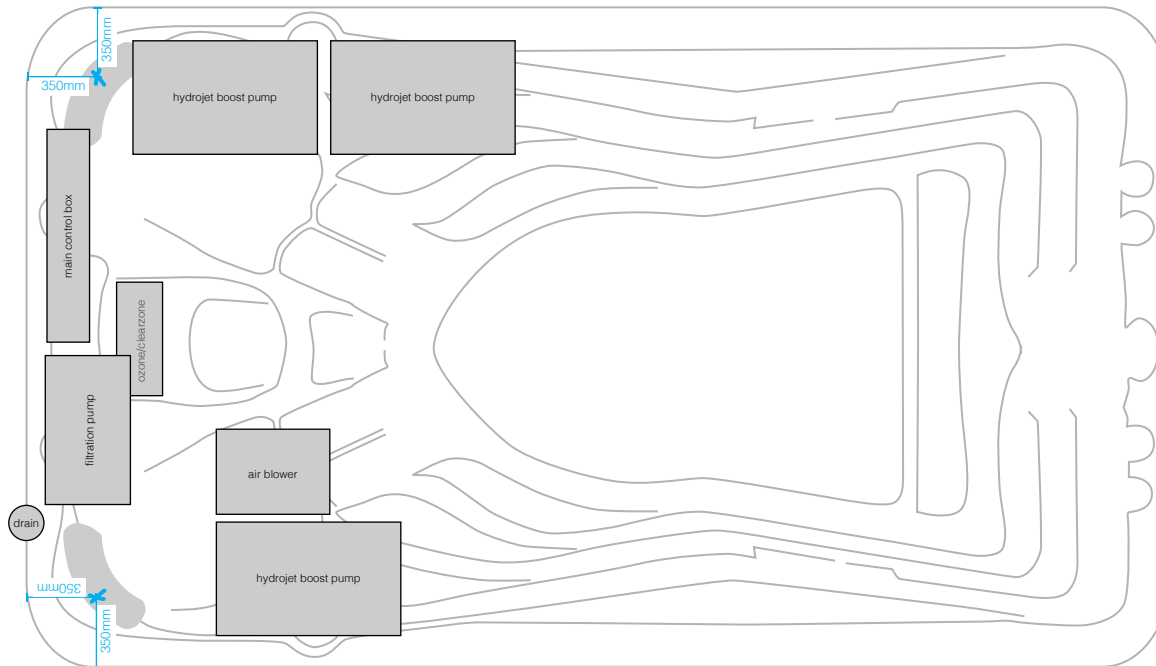 350mm
350mm
hydrojet boost pump
hydrojet boost pump
main control box
ozone/clearzone
filtration pump
air blower
drain
hydrojet boost pump
350mm
350mm